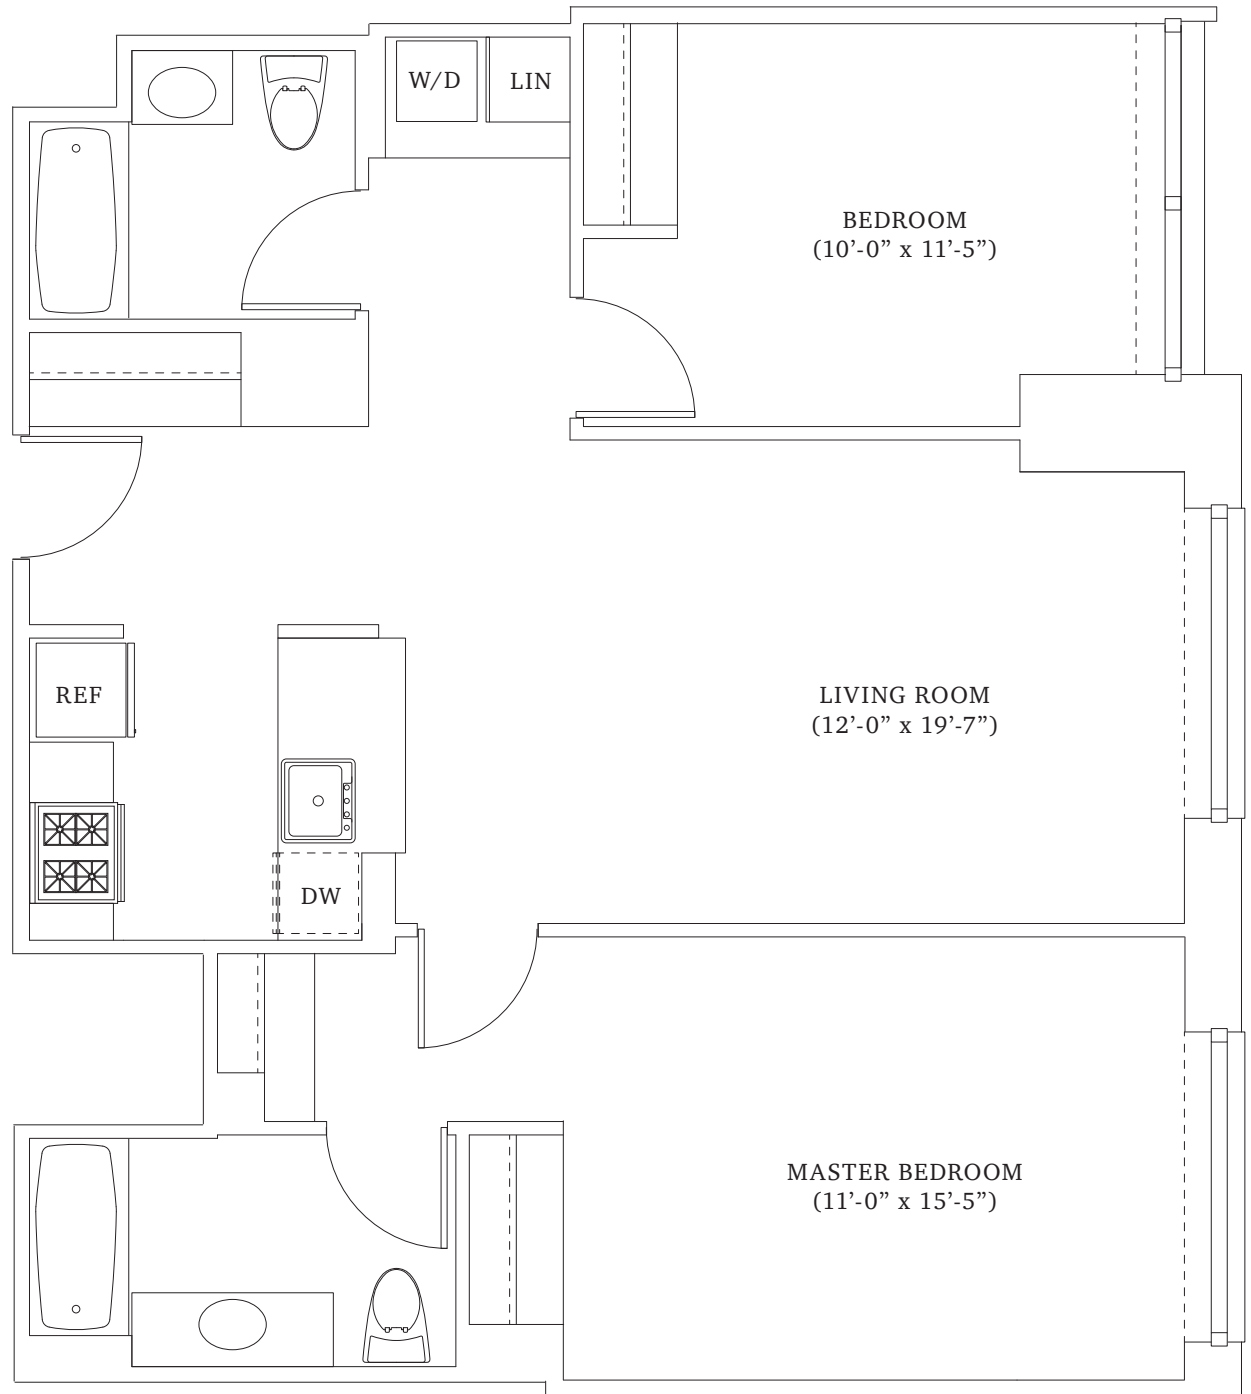 W/D
LIN
BEDROOM
(10’-0” x 11’-5”)
REF
LIVING ROOM
(12’-0” x 19’-7”)
DW
MASTER BEDROOM
(11’-0” x 15’-5”)